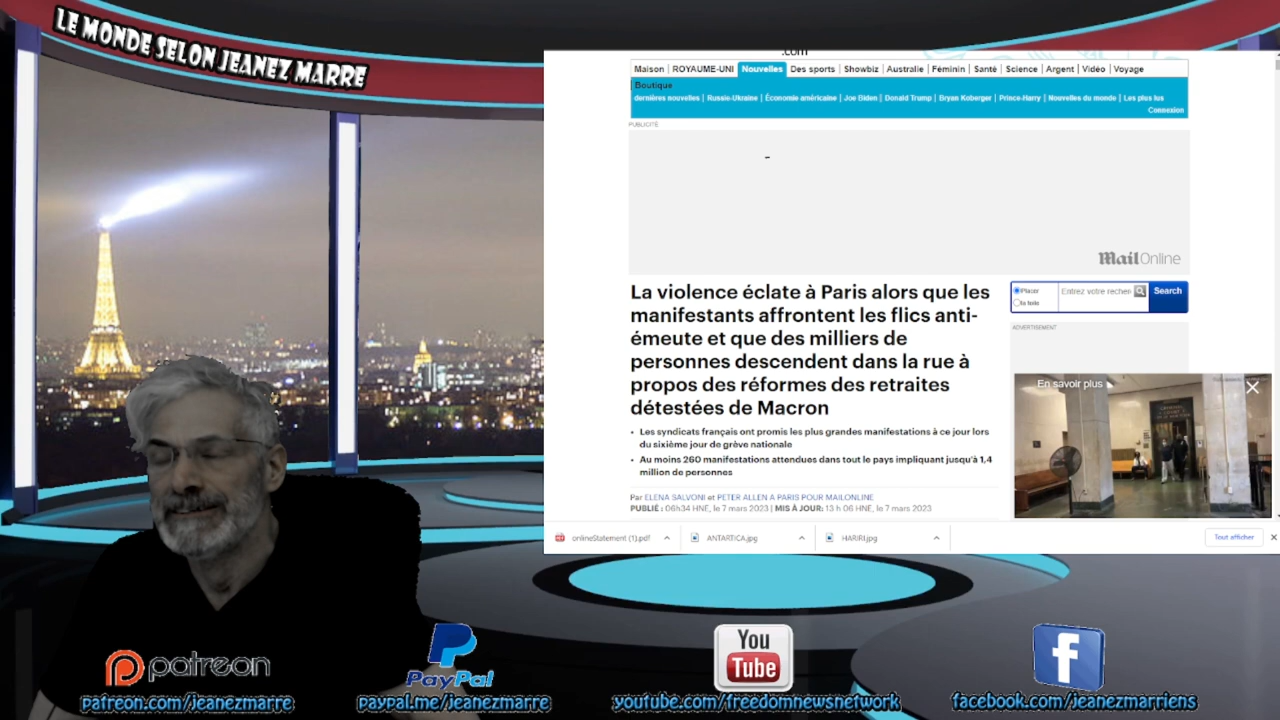 LE MONDE SELON JEANEZ MARRE
.com
Maison | ROYAUME-UNI | Nouvelles | Des sports | Showbiz | Australie | Féminin | Santé | Science | Argent | Vidéo | Voyage
Boutique
dernières nouvelles | Russie-Ukraine | Économie américaine | Joe Biden | Donald Trump | Bryan Koberger | Prince-Harry | Nouvelles du monde | Les plus lus
Connexion
PUBLICITÉ
MailOnline
La violence éclate à Paris alors que les
manifestants affrontent les flics anti-
émeute et que des milliers de
personnes descendent dans la rue à
propos des réformes des retraites
détestées de Macron
• Les syndicats français ont promis les plus grandes manifestations à ce jour lors
du sixième jour de grève nationale
• Au moins 260 manifestations attendues dans tout le pays impliquant jusqu'à 1,4
million de personnes
Par ELENA SALVONI et PETER ALLEN A PARIS POUR MAILONLINE
PUBLIÉ : 06h34 HNE, le 7 mars 2023 | MIS À JOUR: 13 h 06 HNE, le 7 mars 2023
Placer
la toile
Entrez votre recher
Search
ADVERTISEMENT
En savoir plus
onlineStatement (1).pdf
ANTARTICA.jpg
HARIRI.jpg
Tout afficher
patreon
patreon.com/jeanezmarre
PayPal
paypal.me/jeanezmarre
You
Tube
youtube.com/freedomnewsnetwork
f
facebook.com/jeanezmarriens